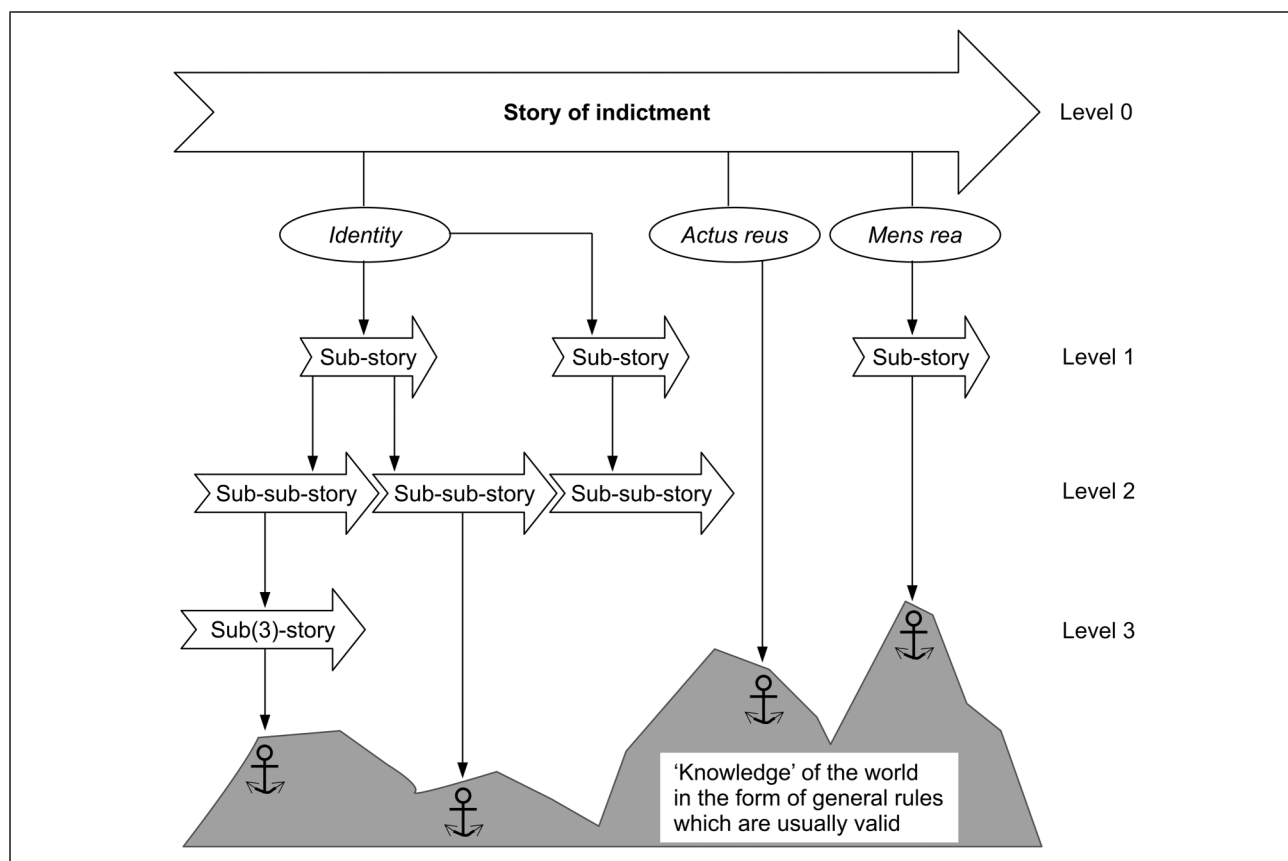 Story of indictment
Level 0
Identity
Actus reus
Mens rea
Sub-story
Sub-story
Sub-story
Level 1
Sub-sub-story
Sub-sub-story
Sub-sub-story
Level 2
Sub(3)-story
Level 3
‘Knowledge’ of the world
in the form of general rules
which are usually valid